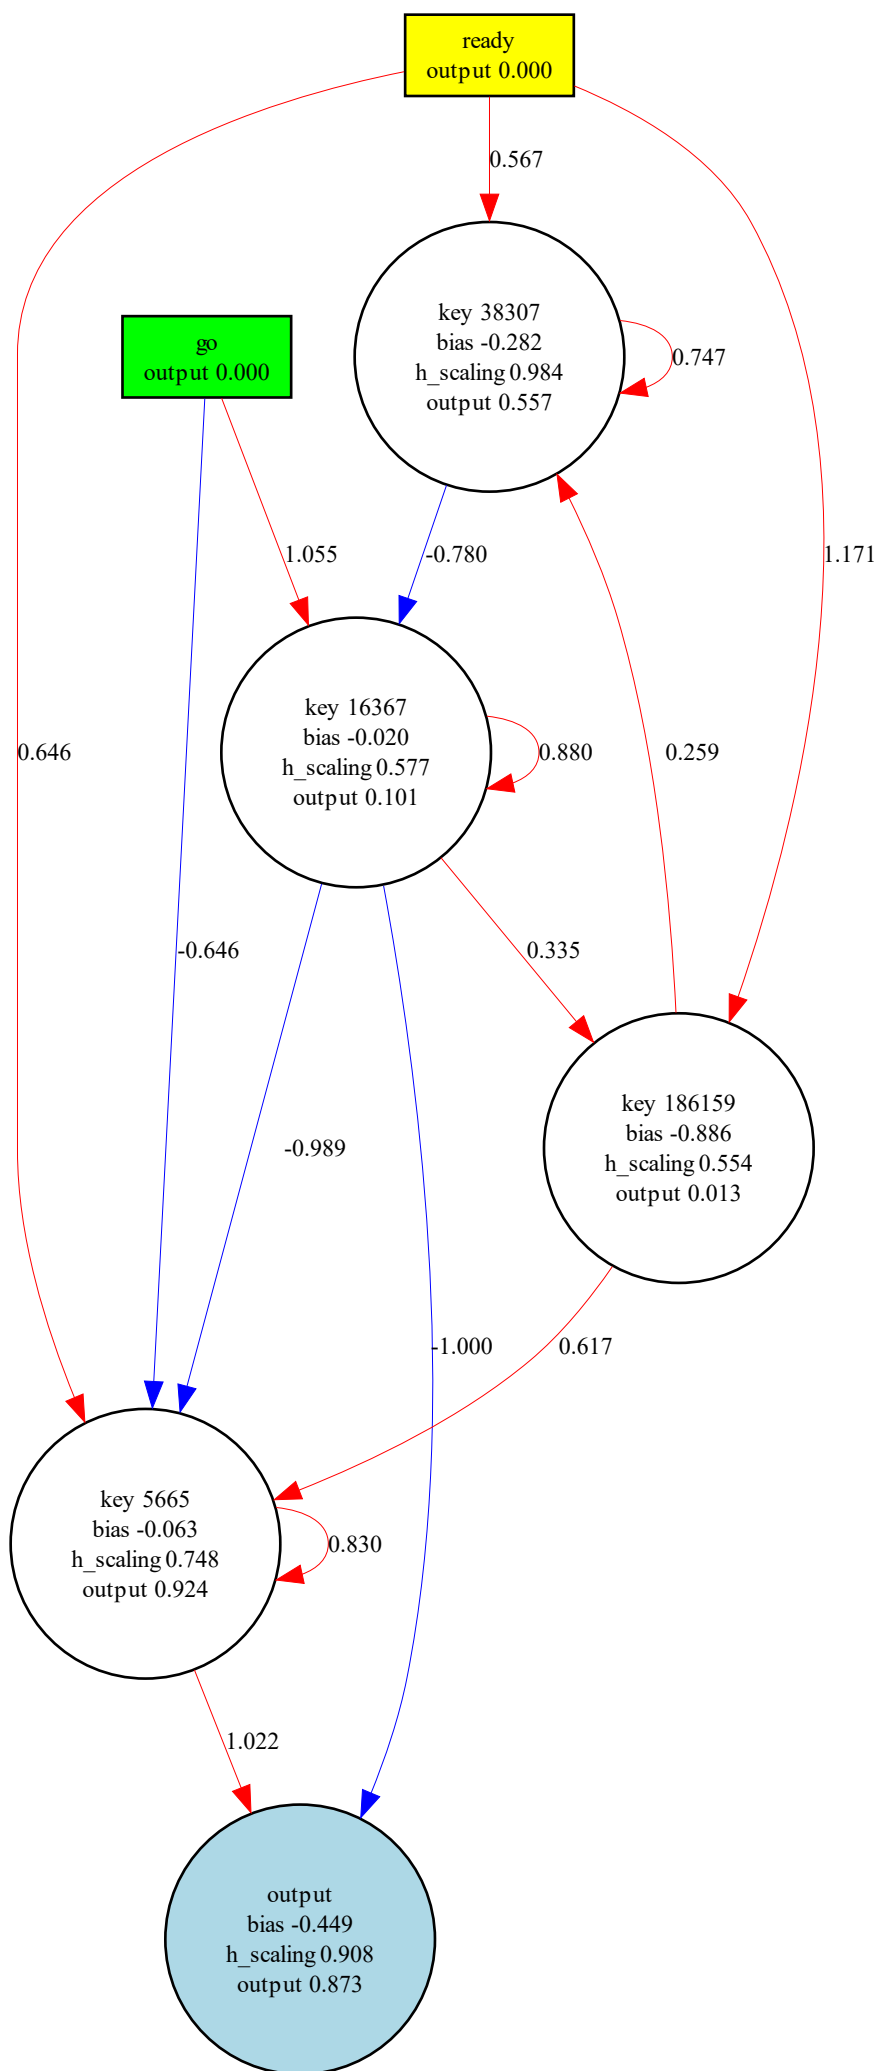 ready
output 0.000
0.567
go
output 0.000
key 38307
bias -0.282
h_scaling 0.984
output 0.557
0.747
1.055
-0.780
1.171
key 16367
bias -0.020
h_scaling 0.577
output 0.101
0.646
0.880
0.259
-0.646
0.335
key 186159
bias -0.886
h_scaling 0.554
output 0.013
-0.989
-1.000
0.617
key 5665
bias -0.063
h_scaling 0.748
output 0.924
0.830
1.022
output
bias -0.449
h_scaling 0.908
output 0.873